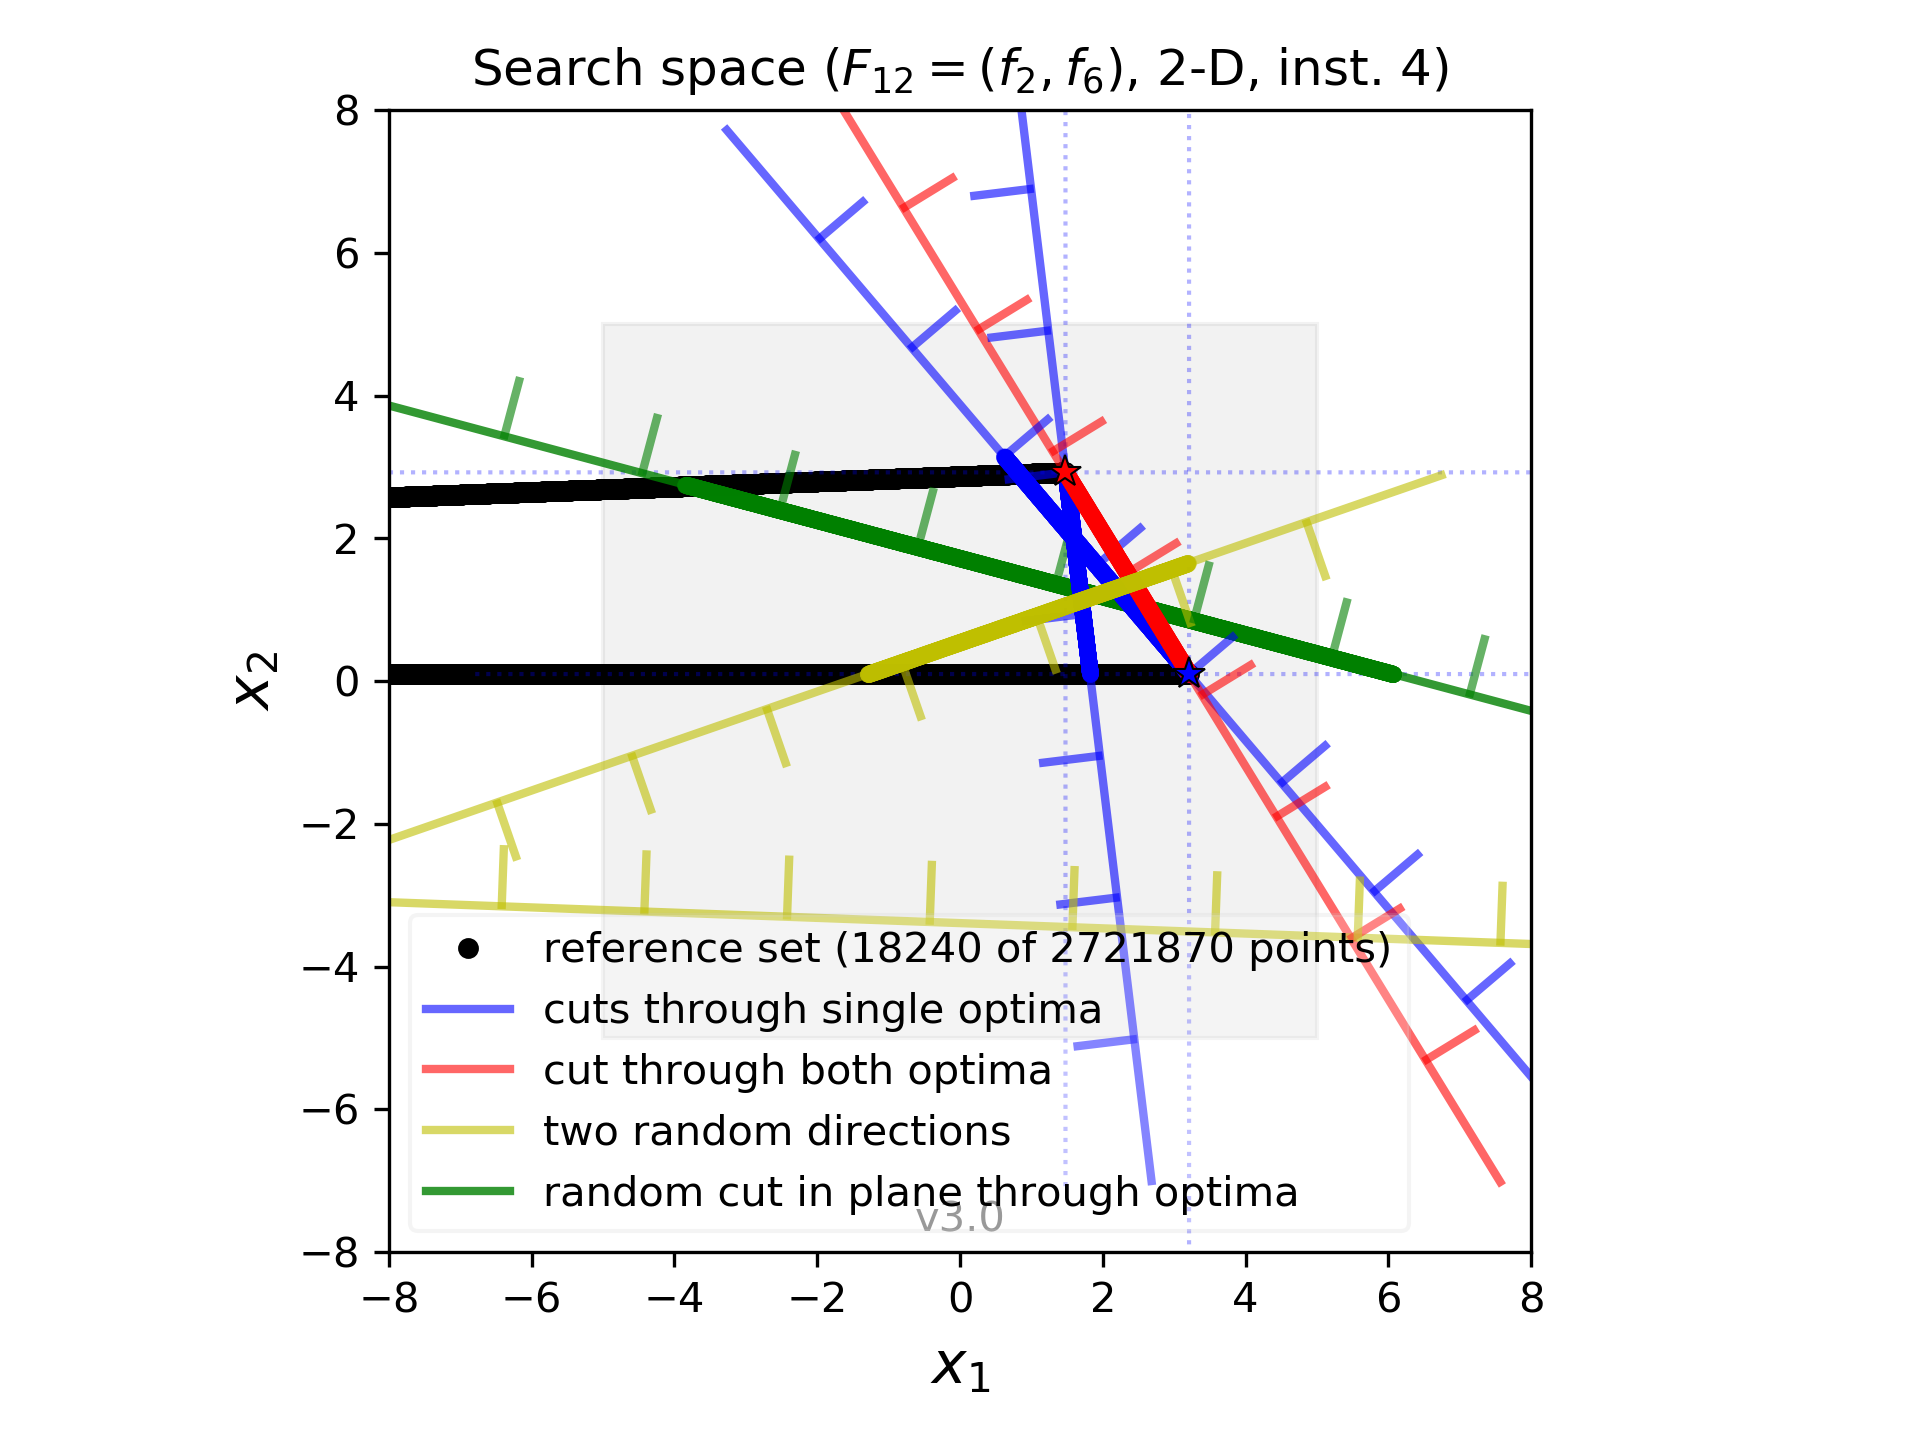 Search space (F12 = (f2, f6), 2-D, inst. 4)
8
6
4
2
0
−2
−4
−6
−8
x2
reference set (18240 of 2721870 points)
cuts through single optima
cut through both optima
two random directions
random cut in plane through optima
v3.0
−8 −6 −4 −2 0 2 4 6 8
x1